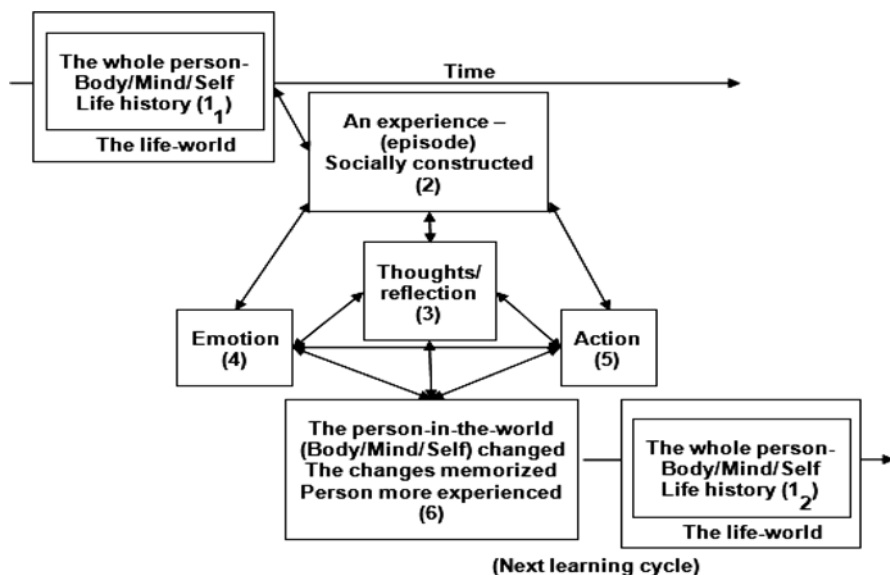 The whole person-
Body/Mind/Self
Life history (1₁)
The life-world
Time
An experience –
(episode)
Socially constructed
(2)
Thoughts/
reflection
(3)
Emotion
(4)
Action
(5)
The person-in-the-world
(Body/Mind/Self) changed
The changes memorized
Person more experienced
(6)
The whole person-
Body/Mind/Self
Life history (1₂)
The life-world
(Next learning cycle)